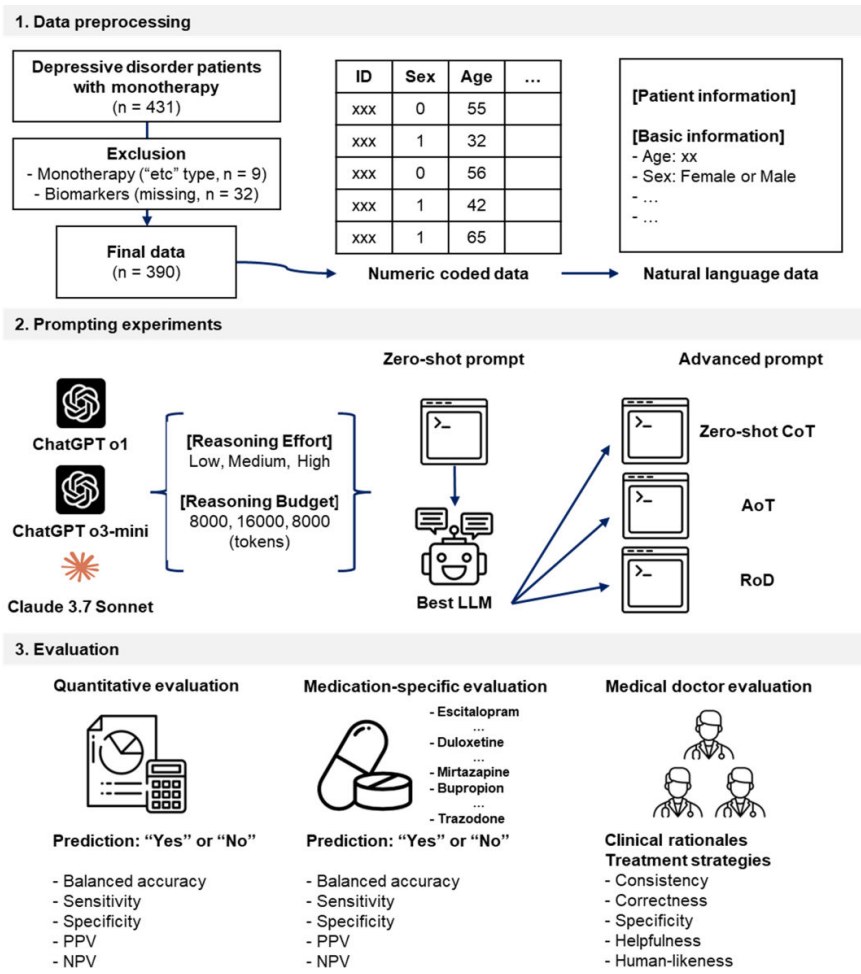 1. Data preprocessing
Depressive disorder patients
with monotherapy
(n = 431)
Exclusion
- Monotherapy (“etc” type, n = 9)
- Biomarkers (missing, n = 32)
Final data
(n = 390)
ID Sex Age ...
xxx 0 55
xxx 1 32
xxx 0 56
xxx 1 42
xxx 1 65
Numeric coded data
[Patient information]
[Basic information]
- Age: xx
- Sex: Female or Male
- ...
- ...
Natural language data
2. Prompting experiments
ChatGPT o1
ChatGPT o3-mini
Claude 3.7 Sonnet
[Reasoning Effort]
Low, Medium, High
[Reasoning Budget]
8000, 16000, 8000
(tokens)
Zero-shot prompt
Best LLM
Advanced prompt
Zero-shot CoT
AoT
RoD
3. Evaluation
Quantitative evaluation
Prediction: “Yes” or “No”
- Balanced accuracy
- Sensitivity
- Specificity
- PPV
- NPV
Medication-specific evaluation
- Escitalopram
...
- Duloxetine
...
- Mirtazapine
- Bupropion
...
- Trazodone
Prediction: “Yes” or “No”
- Balanced accuracy
- Sensitivity
- Specificity
- PPV
- NPV
Medical doctor evaluation
Clinical rationales
Treatment strategies
- Consistency
- Correctness
- Specificity
- Helpfulness
- Human-likeness